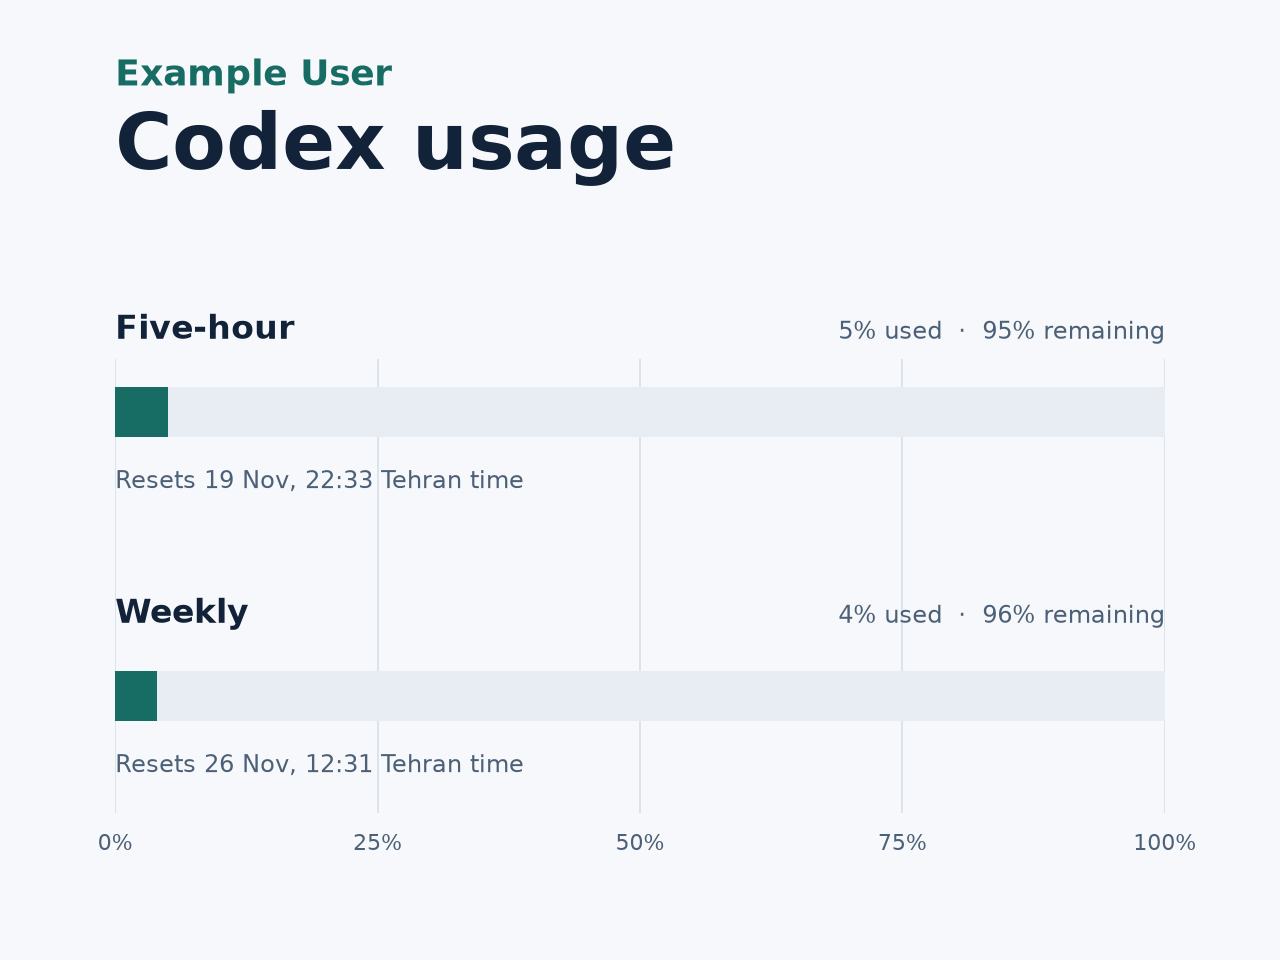 Example User
Codex usage
Five-hour
5% used · 95% remaining
Resets 19 Nov, 22:33 Tehran time
Weekly
4% used · 96% remaining
Resets 26 Nov, 12:31 Tehran time
0% 25% 50% 75% 100%